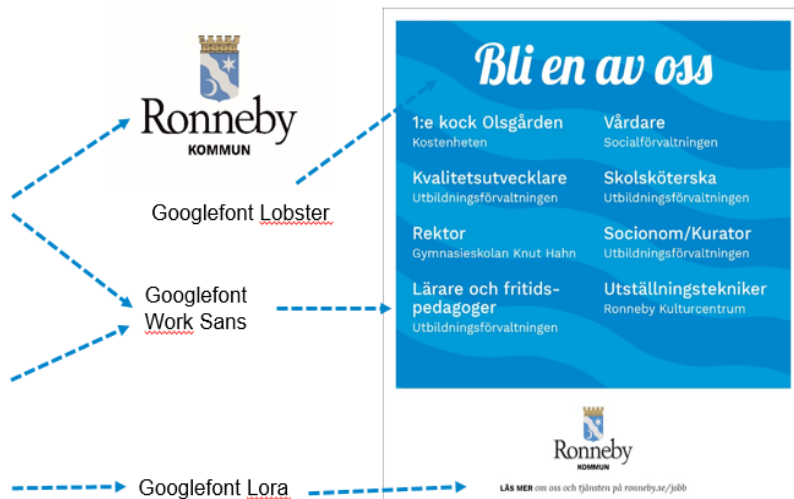 Ronneby
KOMMUN
Googlefont Lobster
Googlefont
Work Sans
Googlefont Lora
Bli en av oss
1:e kock Olsgården
Kostenheten
Vårdare
Socialförvaltningen
Kvalitetsutvecklare
Utbildningsförvaltningen
Skolsköterska
Utbildningsförvaltningen
Rektor
Gymnasieskolan Knut Hahn
Socionom/Kurator
Utbildningsförvaltningen
Lärare och fritids-
pedagoger
Utbildningsförvaltningen
Utställningstekniker
Ronneby Kulturcentrum
Ronneby
KOMMUN
LÄS MER om oss och tjänsten på ronneby.se/jobb